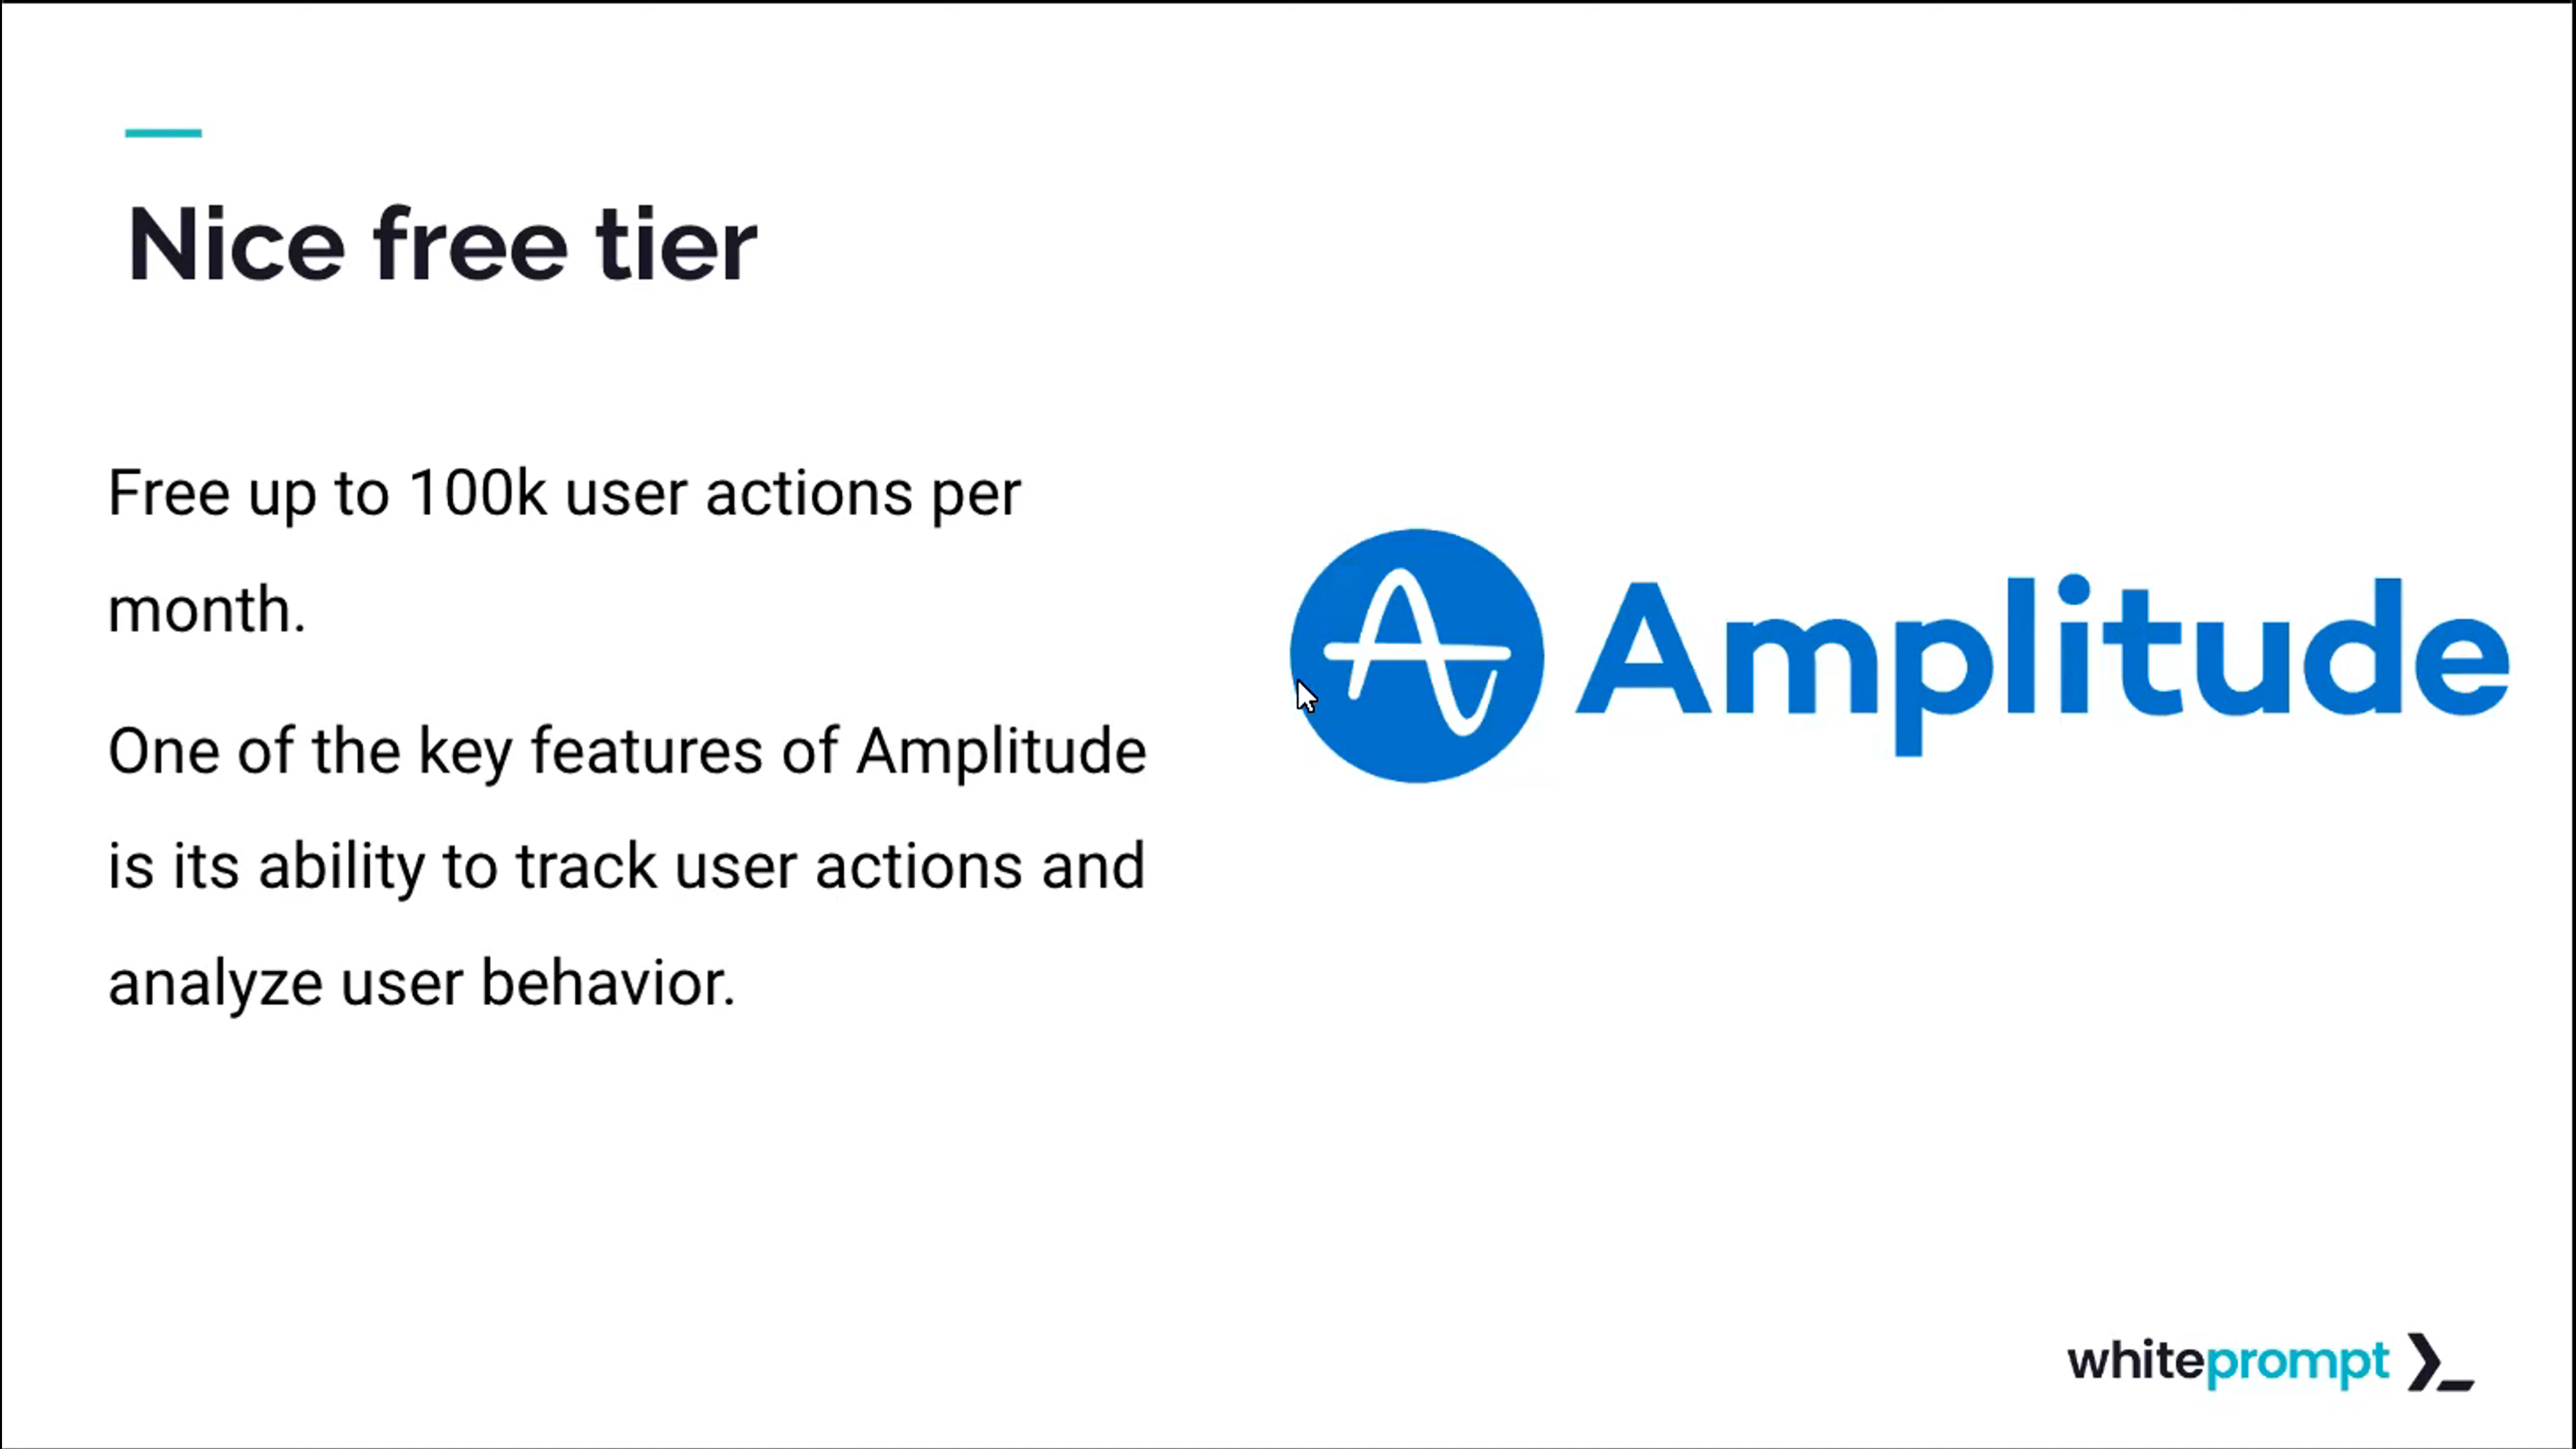 Nice free tier
Free up to 100k user actions per
month.
One of the key features of Amplitude
is its ability to track user actions and
analyze user behavior.
Amplitude
whiteprompt